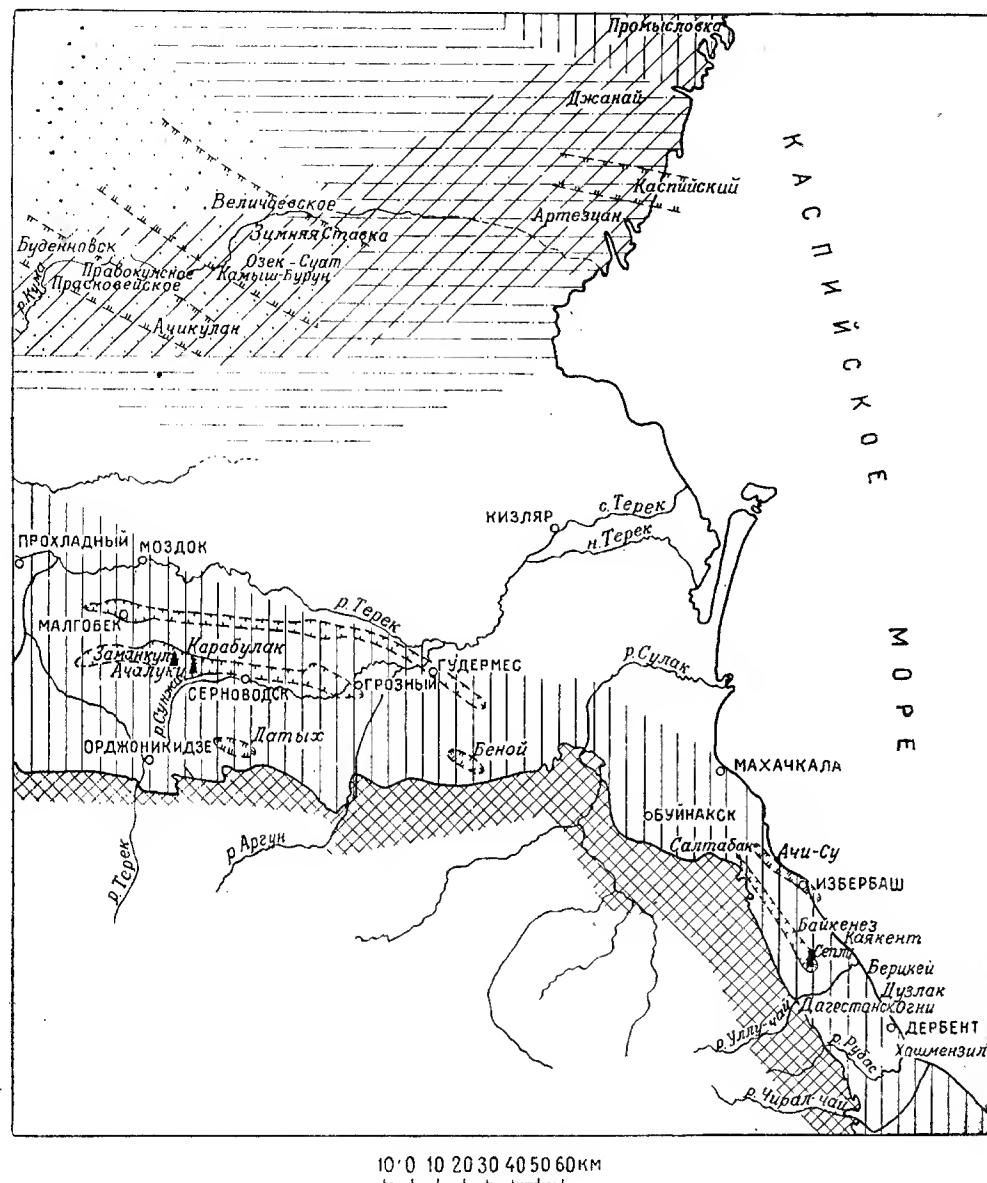 Промысловка
Джанай
КАСПИЙСКОЕ
Каспийский
Величаевское
Артезиан
Зимняя Ставка
Буденновск
Озек-Суат
Правокумское
Камыш-Бурун
Прасковейское
р.Кума
Ачикулак
с.Терек
КИЗЛЯР
н.Терек
ПРОХЛАДНЫЙ
МОЗДОК
р.Терек
МАЛГОБЕК
МОРЕ
Карабулак
Заманкул
р.Сулак
Ачалуки
ГУДЕРМЕС
р.Сунжа
СЕРНОВОДСК
ГРОЗНЫЙ
Датых
ОРДЖОНИКИДЗЕ
Беной
МАХАЧКАЛА
БУЙНАКСК
р.Аргун
Салтабак
Ачи-Су
р.Терек
ИЗБЕРБАШ
Байкенез
Каякент
Берикей
Дузлак
Дагестан.Огни
ДЕРБЕНТ
р.Уллу-чай
р.Рубас
Хошмензил
р.Чирал-чай
10 0 10 20 30 40 50 60 КМ